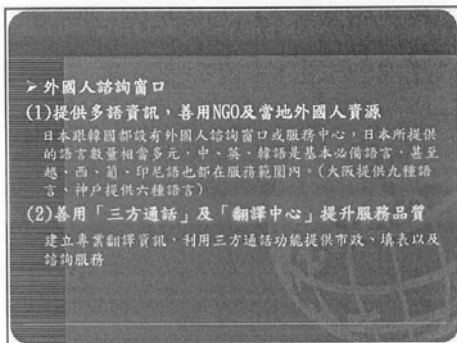 ➢外國人諮詢窗口
(1)提供多語資訊，善用NGO及當地外國人資源
日本跟韓國都設有外國人諮詢窗口或服務中心，日本所提供
的語言數量相當多元，中、英、韓語是基本必備語言，甚至
越、西、葡、印尼語也都在服務範圍內。(大阪提供九種語
言、神戶提供六種語言)
(2)善用「三方通話」及「翻譯中心」提升服務品質
建立專業翻譯資訊，利用三方通話功能提供市政、填表以及
諮詢服務